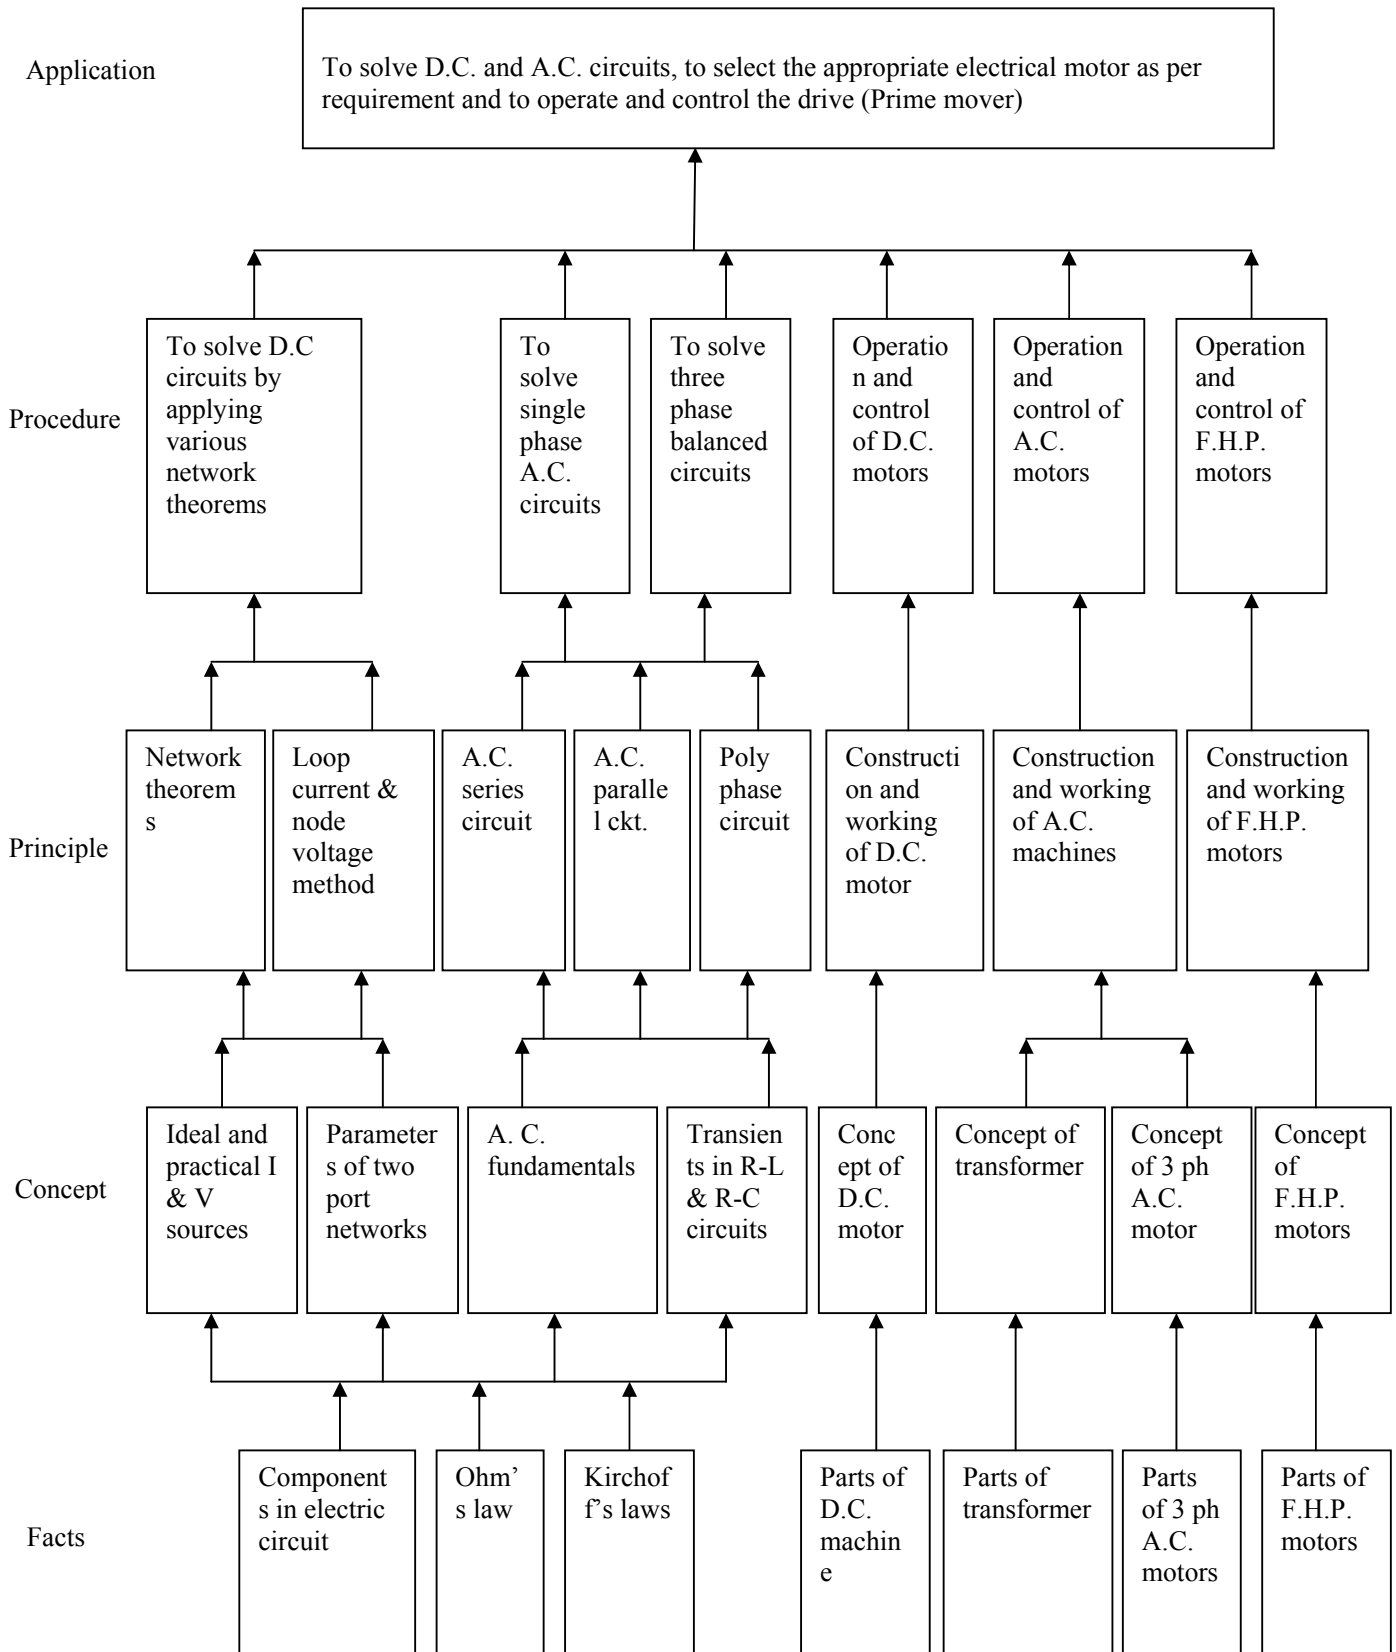 Application
To solve D.C. and A.C. circuits, to select the appropriate electrical motor as per
requirement and to operate and control the drive (Prime mover)
Procedure
To solve D.C
circuits by
applying
various
network
theorems
To
solve
single
phase
A.C.
circuits
To solve
three
phase
balanced
circuits
Operatio
n and
control
of D.C.
motors
Operation
and
control of
A.C.
motors
Operation
and
control of
F.H.P.
motors
Principle
Network
theorem
s
Loop
current &
node
voltage
method
A.C.
series
circuit
A.C.
paralle
l ckt.
Poly
phase
circuit
Constructi
on and
working
of D.C.
motor
Construction
and working
of A.C.
machines
Construction
and working
of F.H.P.
motors
Concept
Ideal and
practical I
& V
sources
Parameter
s of two
port
networks
A. C.
fundamentals
Transien
ts in R-L
& R-C
circuits
Conc
ept of
D.C.
motor
Concept of
transformer
Concept
of 3 ph
A.C.
motor
Concept
of
F.H.P.
motors
Facts
Component
s in electric
circuit
Ohm’
s law
Kirchof
f’s laws
Parts of
D.C.
machin
e
Parts of
transformer
Parts
of 3 ph
A.C.
motors
Parts of
F.H.P.
motors